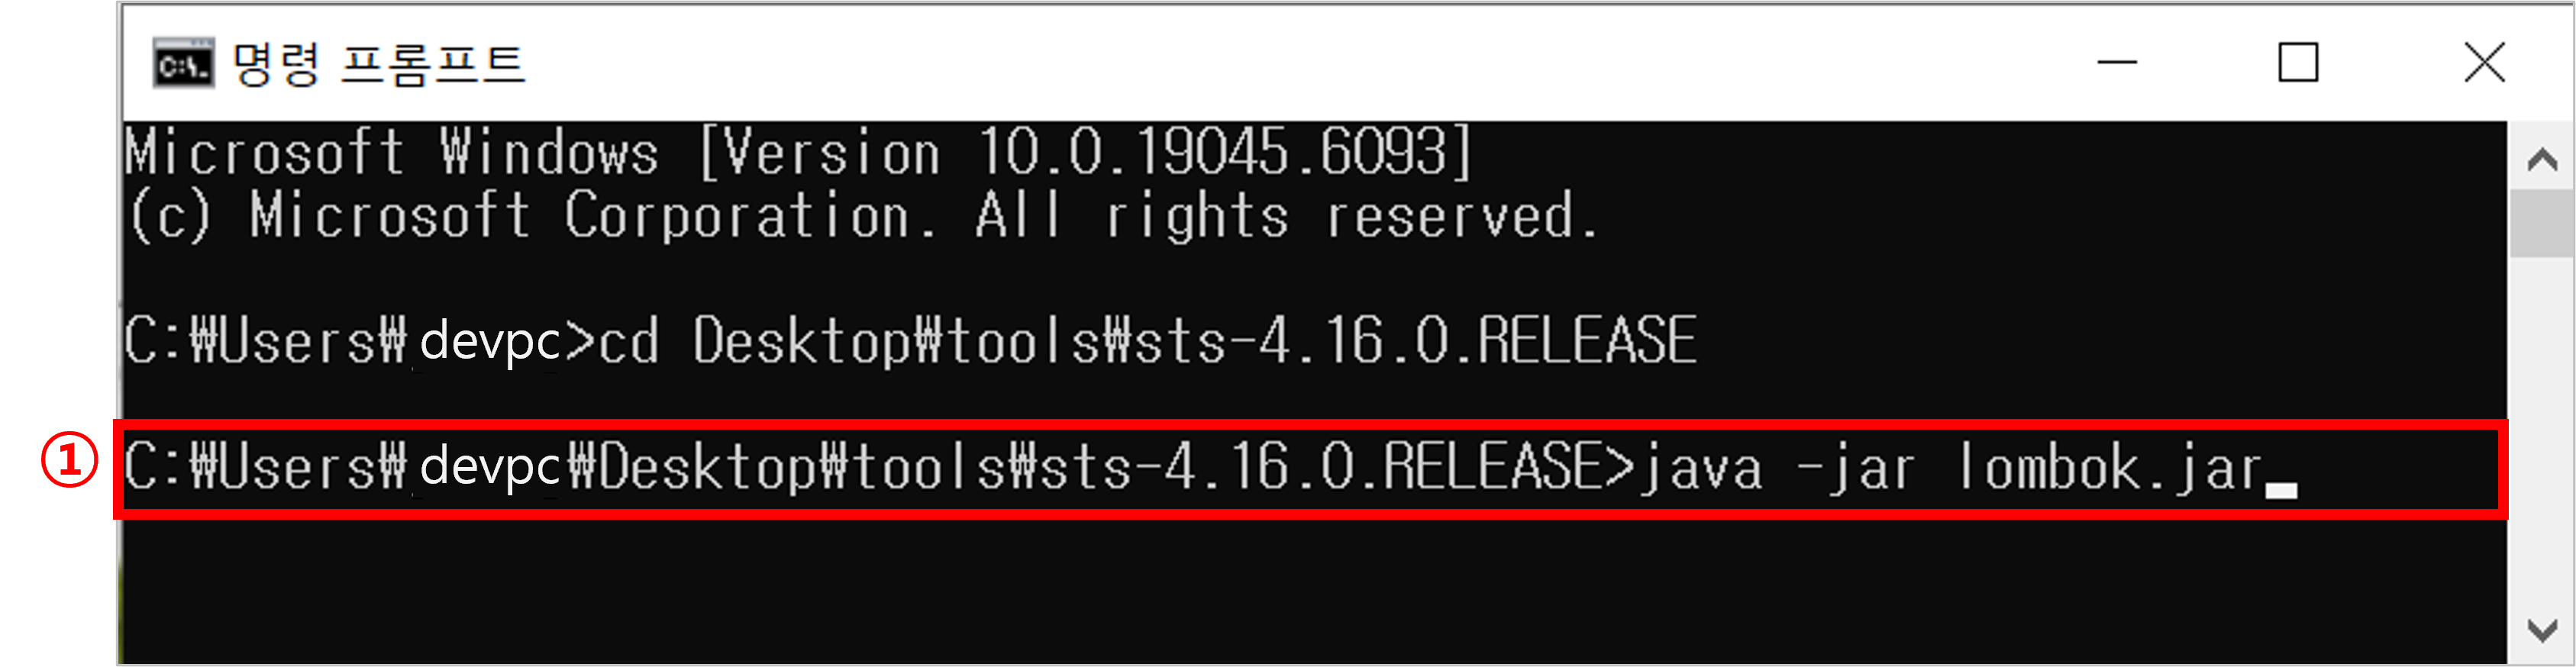 명령 프롬프트
Microsoft Windows [Version 10.0.19045.6093]
(c) Microsoft Corporation. All rights reserved.
C:₩Users₩devpc>cd Desktop₩tools₩sts-4.16.0.RELEASE
① C:₩Users₩devpc₩Desktop₩tools₩sts-4.16.0.RELEASE>java -jar lombok.jar